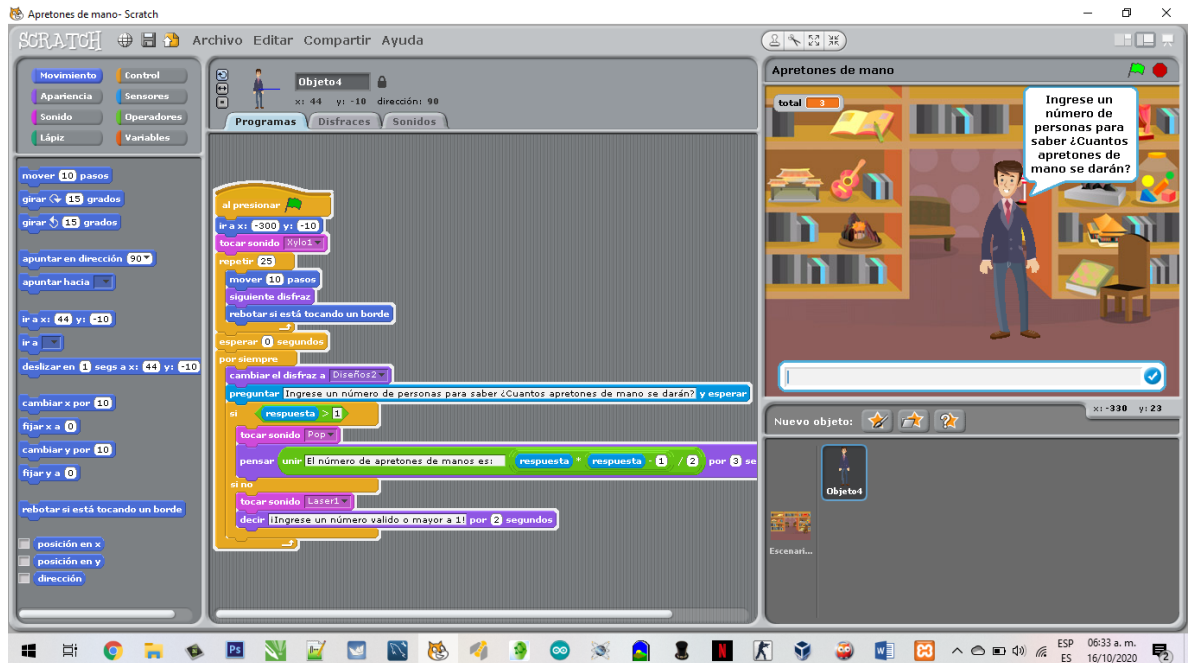 Apretones de mano- Scratch
SCRATCH Archivo Editar Compartir Ayuda
Movimiento Control
Apariencia Sensores
Sonido Operadores
Lápiz Variables
mover 10 pasos
girar 15 grados
girar 15 grados
apuntar en dirección 90
apuntar hacia
ir a x: 44 y: -10
ir a
deslizar en 1 segs a x: 44 y: -10
cambiar x por 10
fijar x a 0
cambiar y por 10
fijar y a 0
rebotar si está tocando un borde
posición en x
posición en y
dirección
Objeto4
x: 44 y: -10 dirección: 90
Programas Disfraces Sonidos
al presionar
ir a x: -300 y: -10
tocar sonido Xylo1
repetir 25
mover 10 pasos
siguiente disfraz
rebotar si está tocando un borde
esperar 0 segundos
por siempre
cambiar el disfraz a Diseños2
preguntar Ingrese un número de personas para saber ¿Cuantos apretones de mano se darán? y esperar
si respuesta > 1
tocar sonido Pop
pensar unir El número de apretones de manos es: respuesta * respuesta - 1 / 2 por 3 se
si no
tocar sonido Laser1
decir ¡Ingrese un número valido o mayor a 1! por 2 segundos
Apretones de mano
total 3
Ingrese un
número de
personas para
saber ¿Cuantos
apretones de
mano se darán?
x: -330 y: 23
Nuevo objeto:
Objeto4
Escenari...
Ps
W
ESP
ES
06:33 a. m.
16/10/2020
2